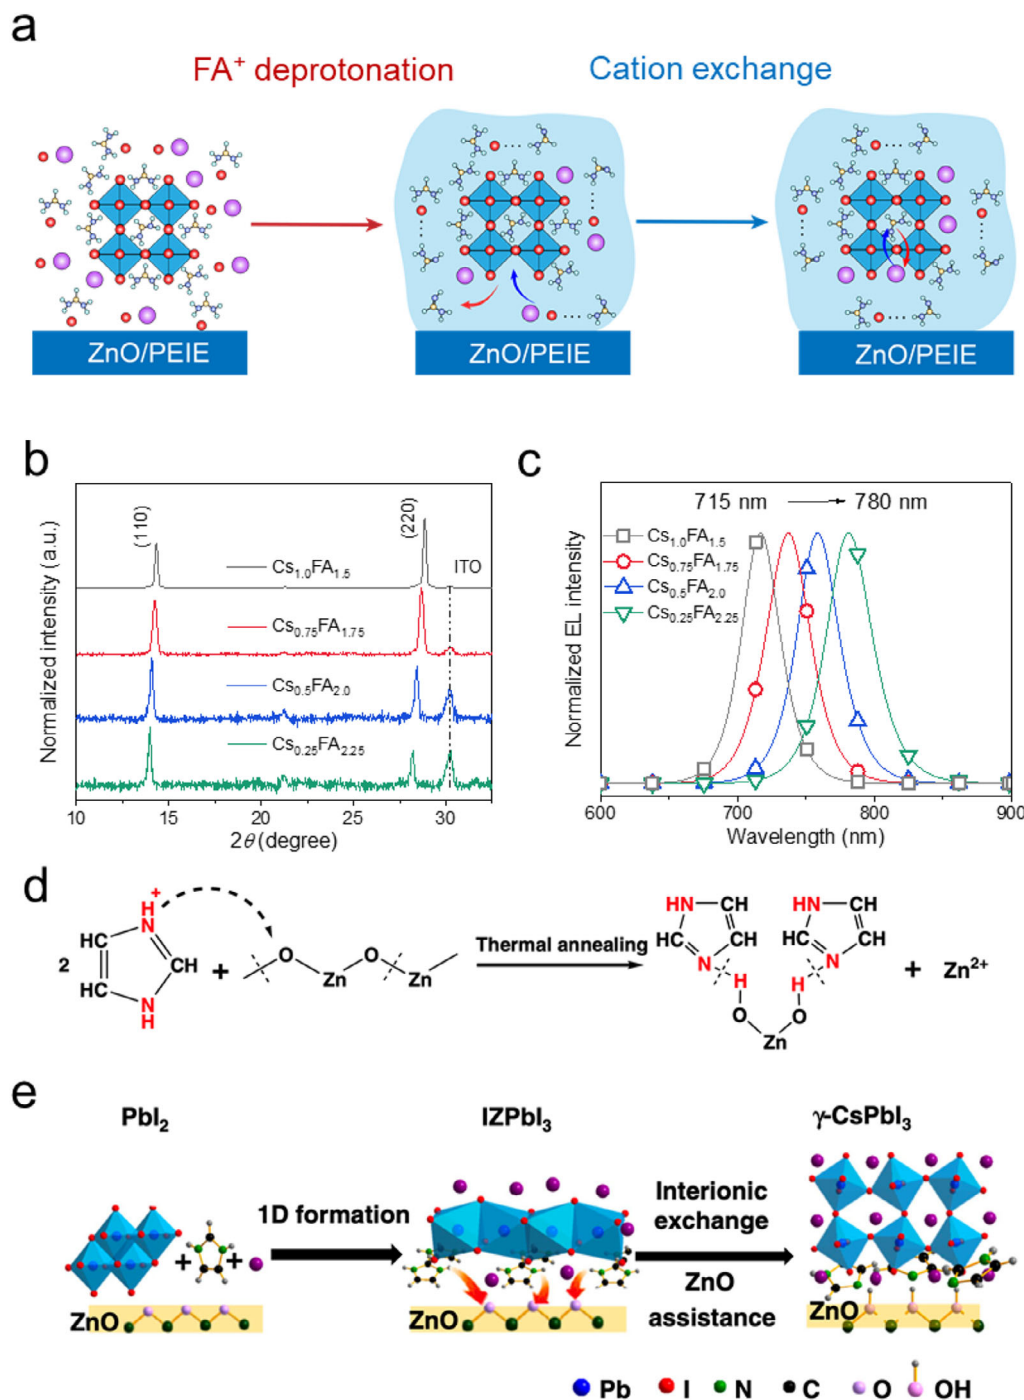 a
FA⁺ deprotonation
Cation exchange
ZnO/PEIE
ZnO/PEIE
ZnO/PEIE
b
Normalized intensity (a.u.)
(110)
(220)
ITO
Cs₁.₀FA₁.₅
Cs₀.₇₅FA₁.₇₅
Cs₀.₅FA₂.₀
Cs₀.₂₅FA₂.₂₅
10 15 20 25 30
2θ (degree)
c
Normalized EL intensity
715 nm → 780 nm
Cs₁.₀FA₁.₅
Cs₀.₇₅FA₁.₇₅
Cs₀.₅FA₂.₀
Cs₀.₂₅FA₂.₂₅
600 700 800 900
Wavelength (nm)
d
2
H
+
N
HC
HC
CH
N
H
+
O
Zn
O
Zn
Thermal annealing
HN
CH
HC
CH
N
H
O
HN
CH
HC
CH
N
H
O
Zn
+ Zn²⁺
e
PbI₂
IZPbI₃
γ-CsPbI₃
1D formation
Interionic
exchange
ZnO
assistance
+ +
ZnO
ZnO
ZnO
Pb I N C O OH